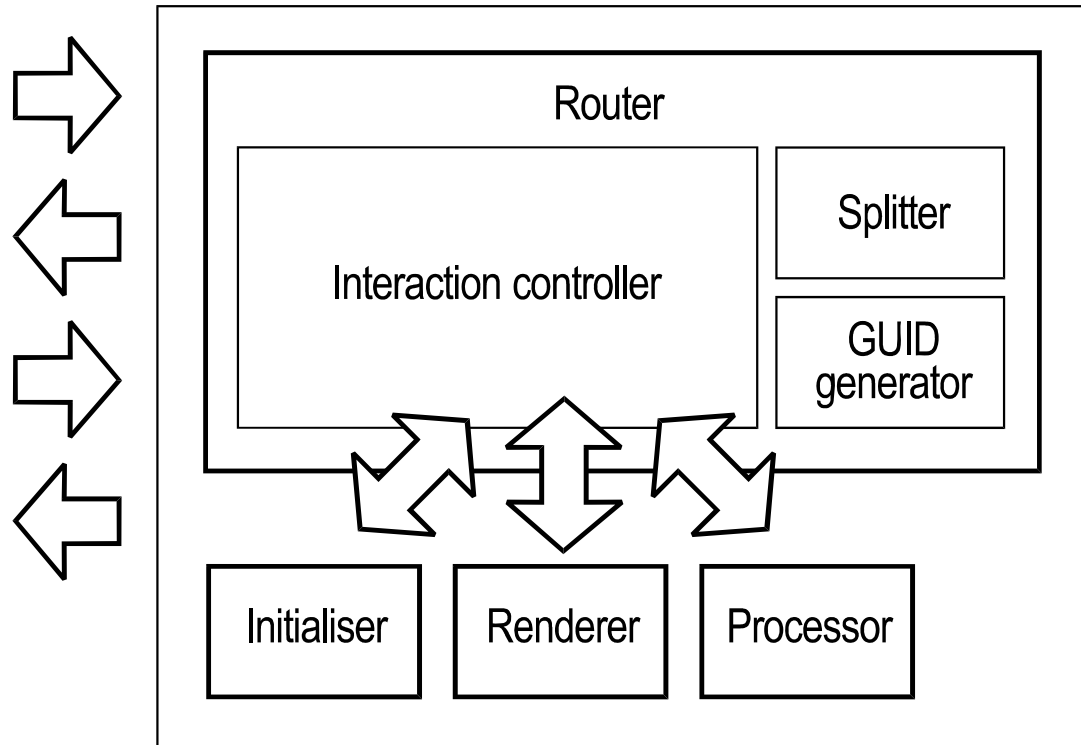 Router
Interaction controller
Splitter
GUID
generator
Initialiser
Renderer
Processor